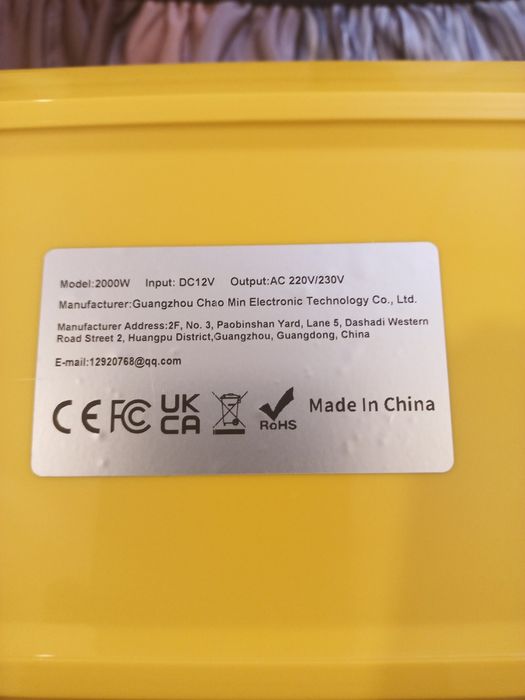 Model:2000W Input: DC12V Output:AC 220V/230V
Manufacturer:Guangzhou Chao Min Electronic Technology Co., Ltd.
Manufacturer Address:2F, No. 3, Paobinshan Yard, Lane 5, Dashadi Western
Road Street 2, Huangpu District,Guangzhou, Guangdong, China
E-mail:12920768@qq.com
CE FC UK CA RoHS Made In China